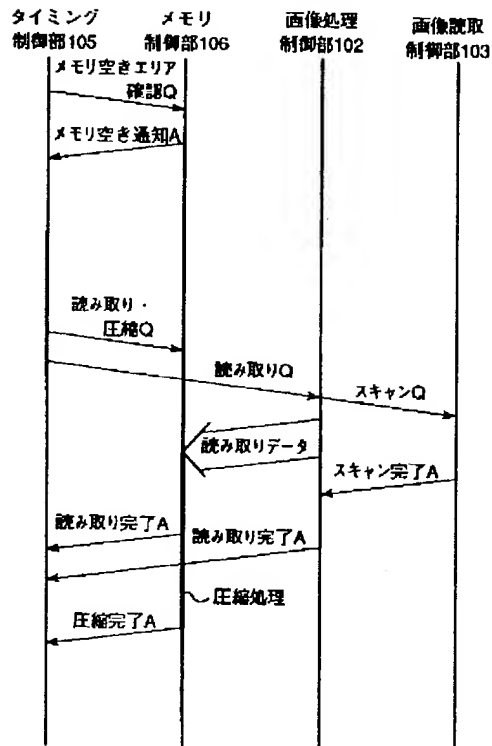 タイミング
制御部105
メモリ
制御部106
画像処理
制御部102
画像読取
制御部103
メモリ空きエリア
確認Q
メモリ空き通知A
読み取り・
圧縮Q
読み取りQ
スキャンQ
読み取りデータ
スキャン完了A
読み取り完了A
読み取り完了A
圧縮処理
圧縮完了A